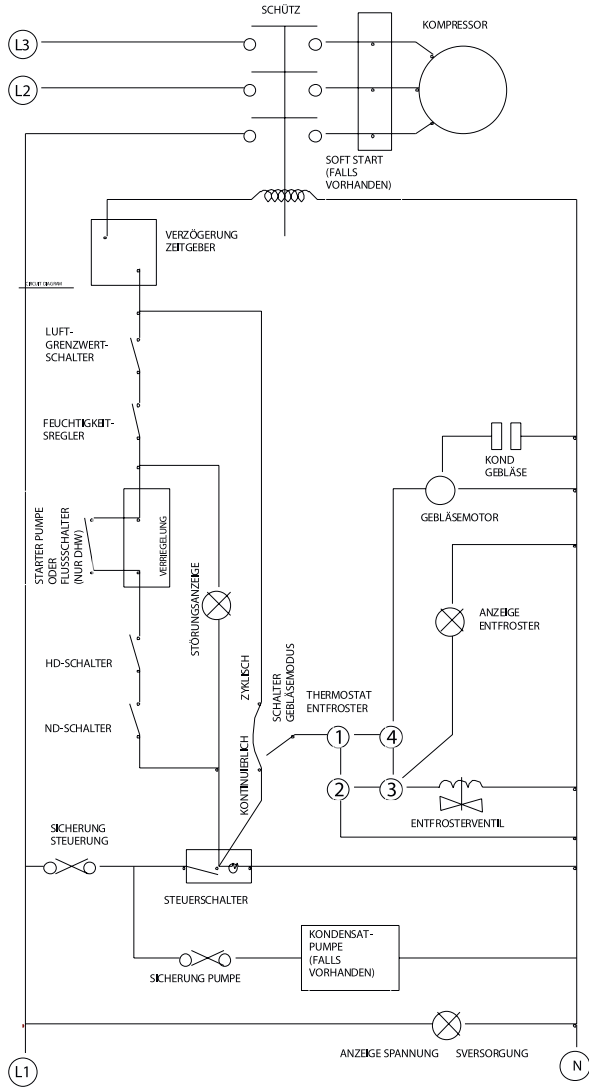 SCHÜTZ
KOMPRESSOR
L3
L2
SOFT START
(FALLS
VORHANDEN)
VERZÖGERUNG
ZEITGEBER
CIRCUIT DIAGRAM
LUFT-
GRENZWERT-
SCHALTER
FEUCHTIGKEIT-
SREGLER
KOND
GEBLÄSE
GEBLÄSEMOTOR
STARTER PUMPE
ODER
FLUSSSCHALTER
(NUR DHW)
VERRIEGELUNG
STÖRUNGSANZEIGE
ANZEIGE
ENTFROSTER
HD-SCHALTER
ND-SCHALTER
ZYKLISCH
KONTINUIERLICH
SCHALTER
GEBLÄSEMODUS
THERMOSTAT
ENTFROSTER
1
4
2
3
ENTFROSTERVENTIL
SICHERUNG
STEUERUNG
STEUERSCHALTER
SICHERUNG PUMPE
KONDENSAT-
PUMPE
(FALLS
VORHANDEN)
ANZEIGE SPANNUNG SVERSORGUNG
L1
N